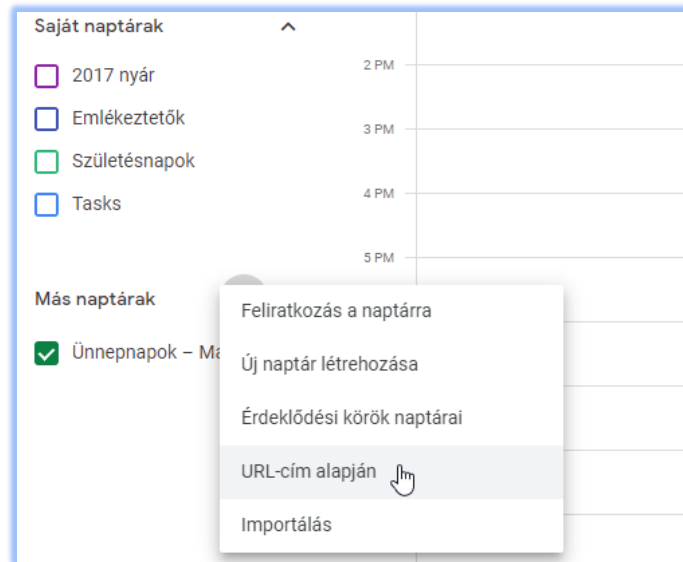 Saját naptárak
2017 nyár
Emlékeztetők
Születésnapok
Tasks
Más naptárak
Ünnepnapok –
2 PM
3 PM
4 PM
5 PM
Feliratkozás a naptárra
Új naptár létrehozása
Érdeklődési körök naptárai
URL-cím alapján
Importálás